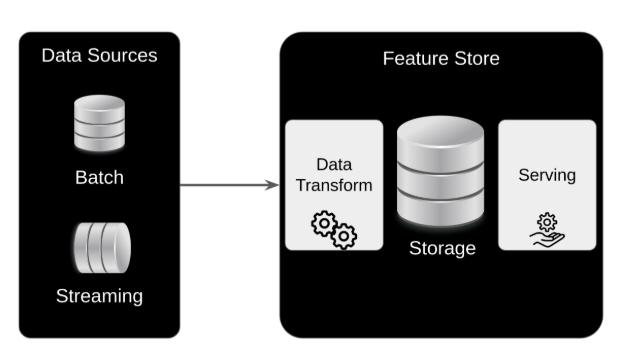 Data Sources
Batch
Streaming
Feature Store
Data
Transform
Storage
Serving